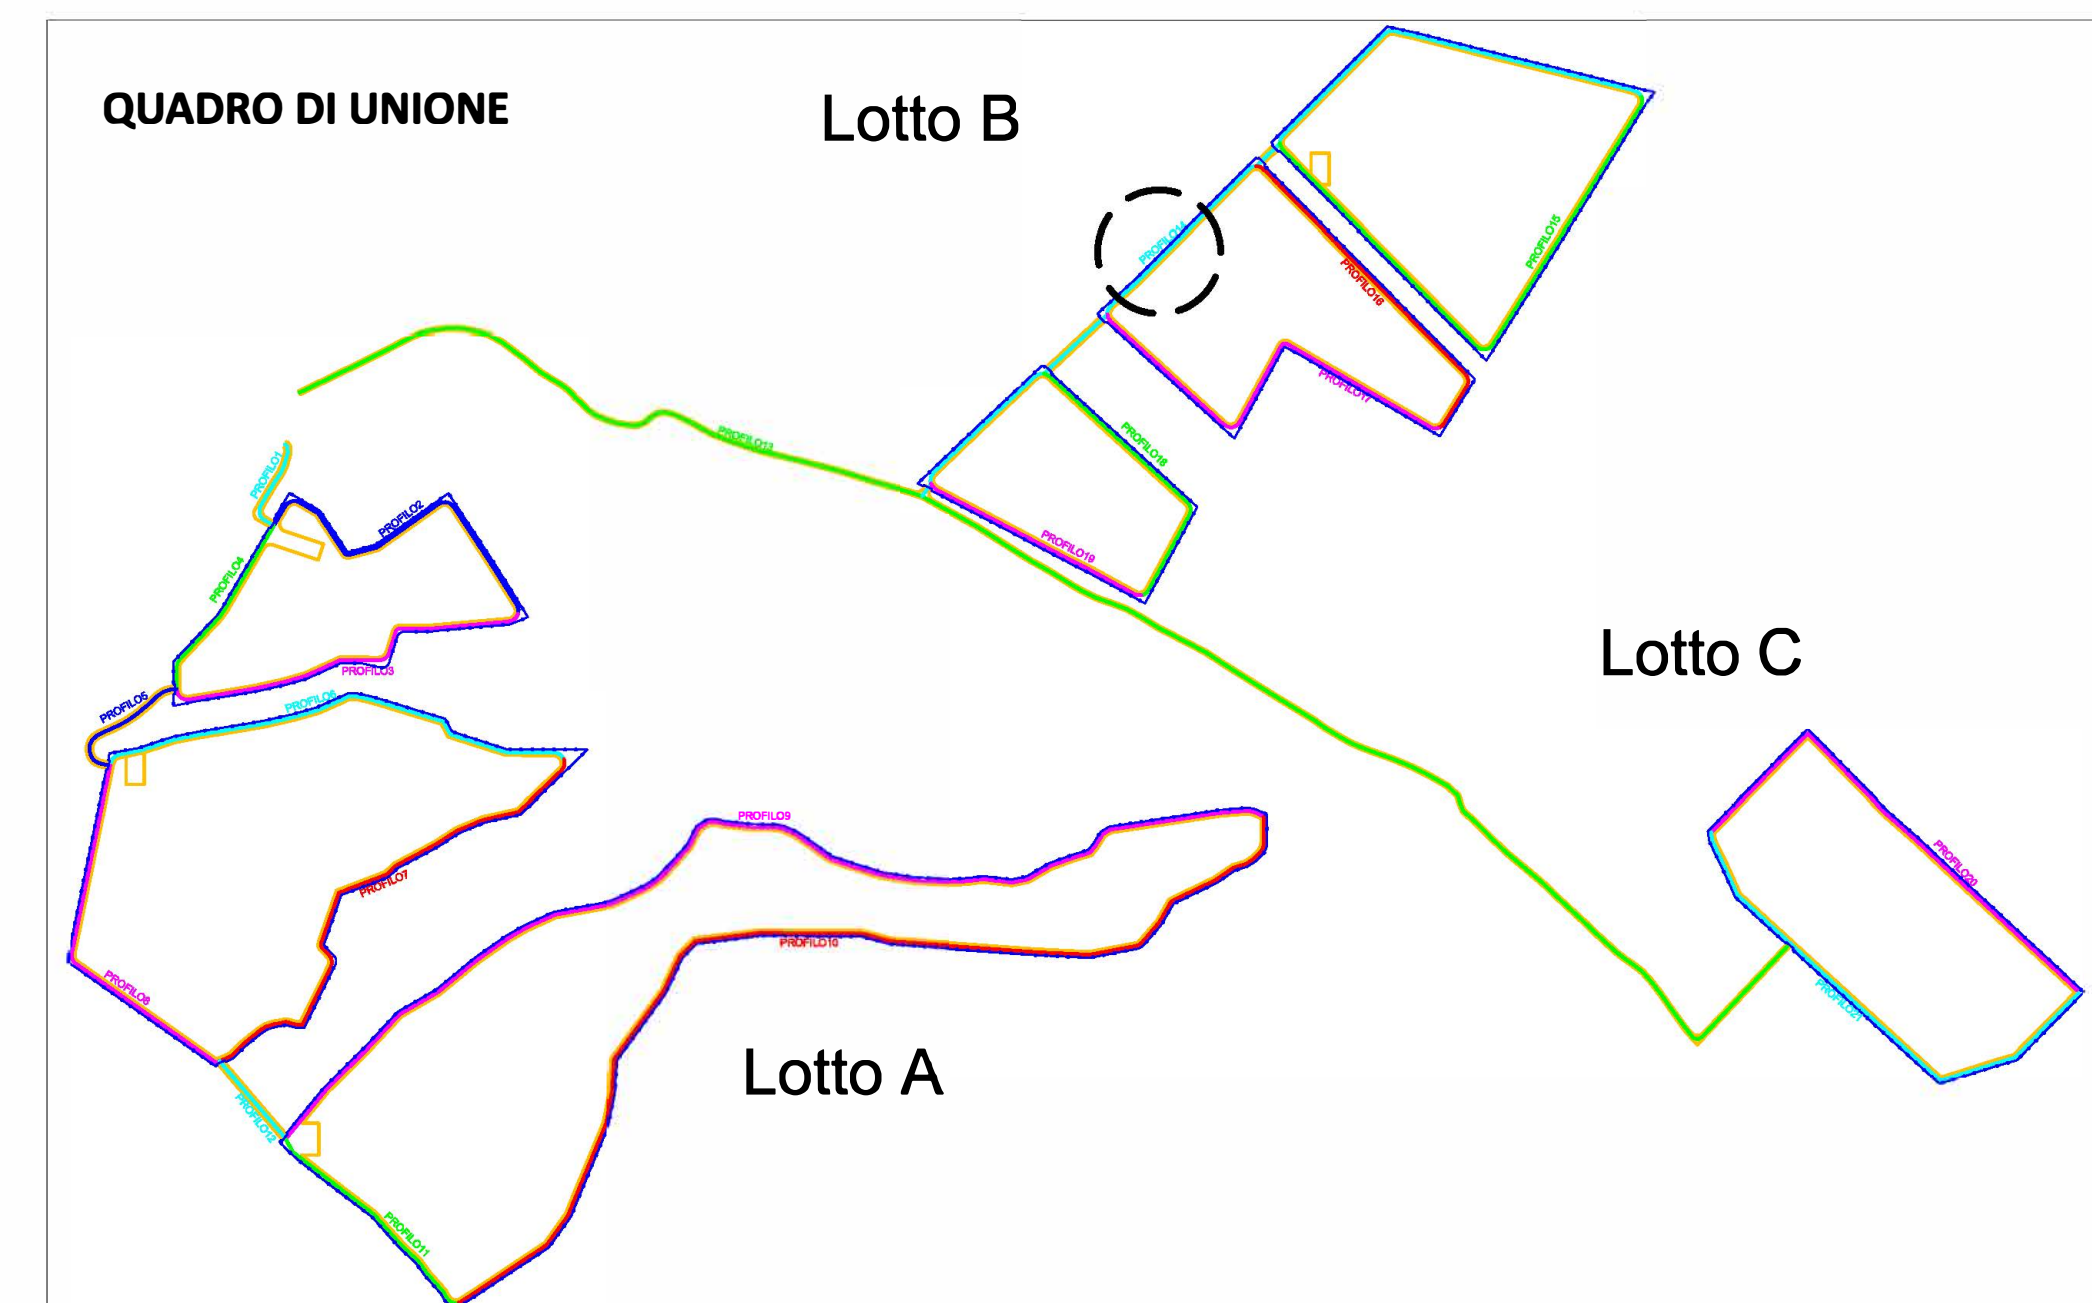 QUADRO DI UNIONE
Lotto B
PROFILO14
PROFILO15
PROFILO16
PROFILO17
PROFILO13
PROFILO18
PROFILO1
PROFILO2
PROFILO19
PROFILO4
Lotto C
PROFILO3
PROFILO5
PROFILO6
PROFILO9
PROFILO20
PROFILO7
PROFILO10
PROFILO8
PROFILO21
Lotto A
PROFILO12
PROFILO11